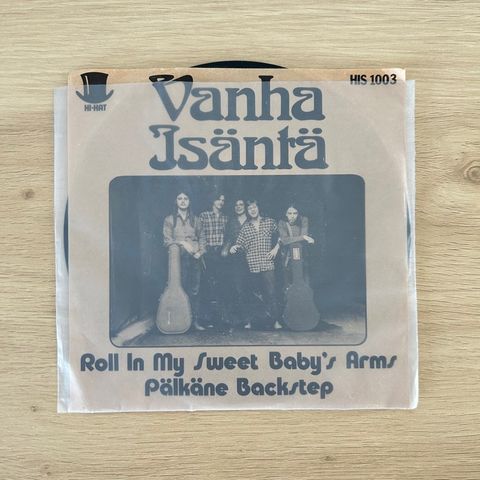 HI-HAT
HIS 1003
Vanha
Isäntä
Roll In My Sweet Baby's Arms
Pälkäne Backstep